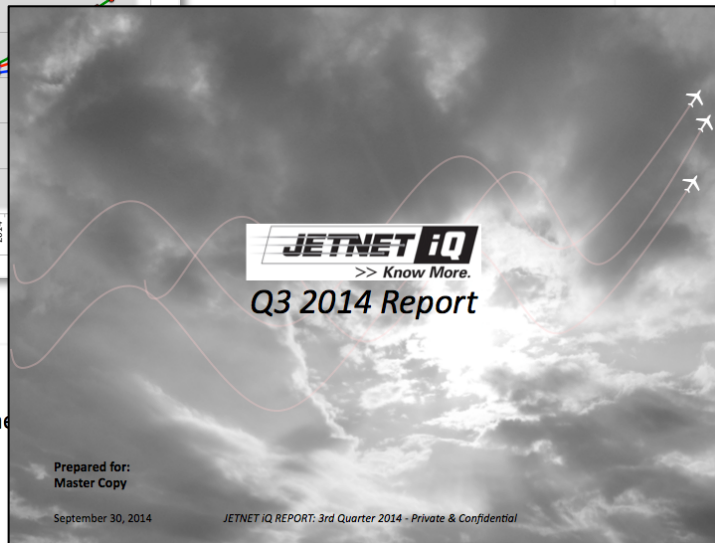 JETNET iQ
>> Know More.
Q3 2014 Report
Prepared for:
Master Copy
September 30, 2014
JETNET iQ REPORT: 3rd Quarter 2014 - Private & Confidential
2014